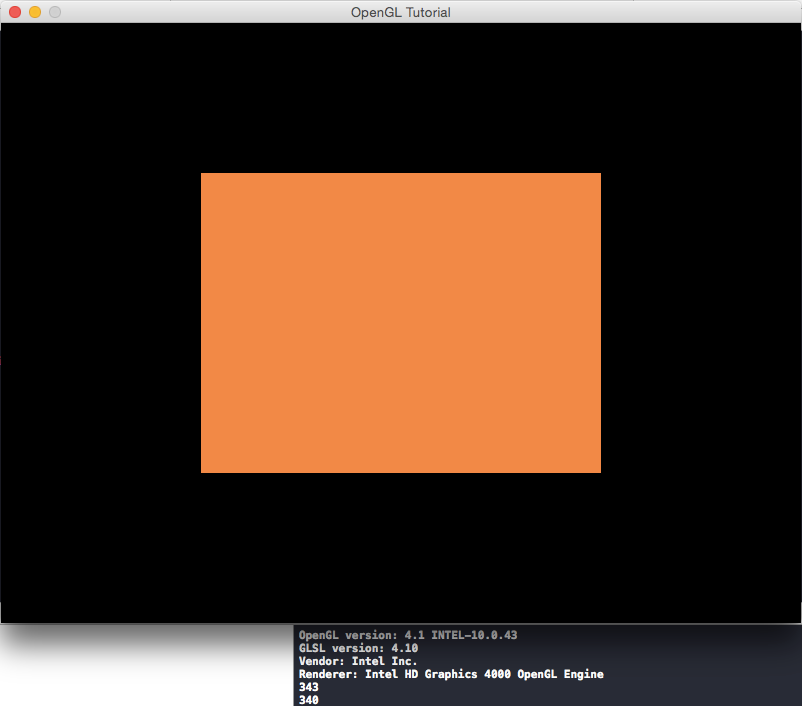 OpenGL Tutorial
OpenGL version: 4.1 INTEL-10.0.43
GLSL version: 4.10
Vendor: Intel Inc.
Renderer: Intel HD Graphics 4000 OpenGL Engine
343
340